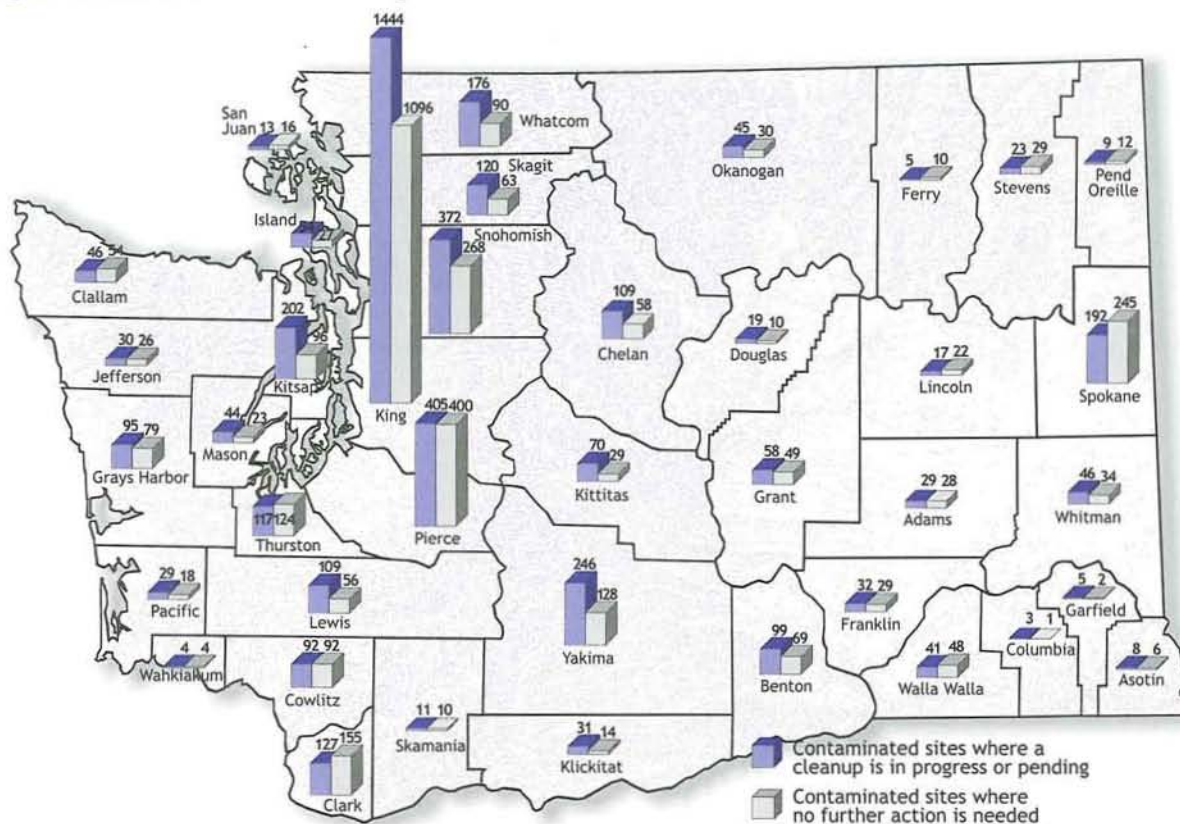 1444
1096
176 90
Whatcom
San
Juan 13 16
120 63
Skagit
Island
372 268
Snohomish
45 30
Okanogan
5 10
Ferry
23 29
Stevens
9 12
Pend
Oreille
46 54
Clallam
202 96
Kitsap
109 58
Chelan
19 10
Douglas
17 22
Lincoln
192 245
Spokane
30 26
Jefferson
King
405 400
Pierce
44 23
Mason
95 79
Grays Harbor
70 29
Kittitas
58 49
Grant
29 28
Adams
46 34
Whitman
117 124
Thurston
29 18
Pacific
109 56
Lewis
246 128
Yakima
99 69
Benton
32 29
Franklin
41 48
Walla Walla
3 1
Columbia
5 2
Garfield
8 6
Asotin
4 4
Wahkiakum
92 92
Cowlitz
11 10
Skamania
31 14
Klickitat
127 155
Clark
Contaminated sites where a
cleanup is in progress or pending
Contaminated sites where
no further action is needed